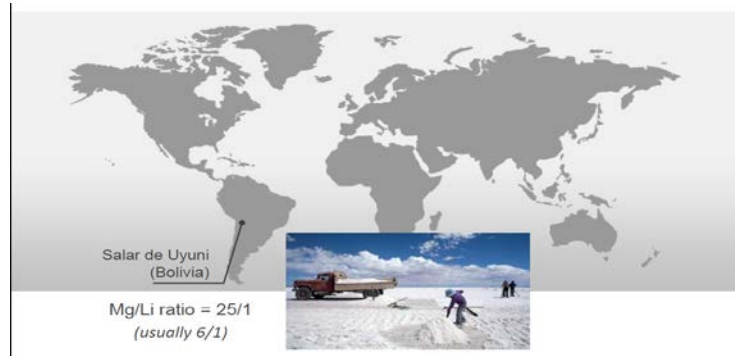 Salar de Uyuni
(Bolivia)
Mg/Li ratio = 25/1
(usually 6/1)